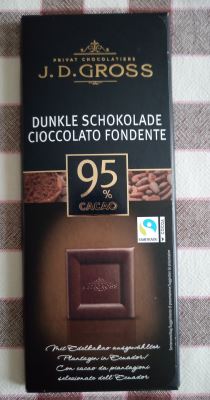 PRIVAT CHOCOLATIERS
J. D. GROSS
DUNKLE SCHOKOLADE
CIOCCOLATO FONDENTE
95
%
CACAO
FAIRTRADE
J. D. GROSS
Mit Edelkakao ausgewählter
Plantagen in Ecuador/
Con cacao da piantagioni
selezionate dell'Ecuador